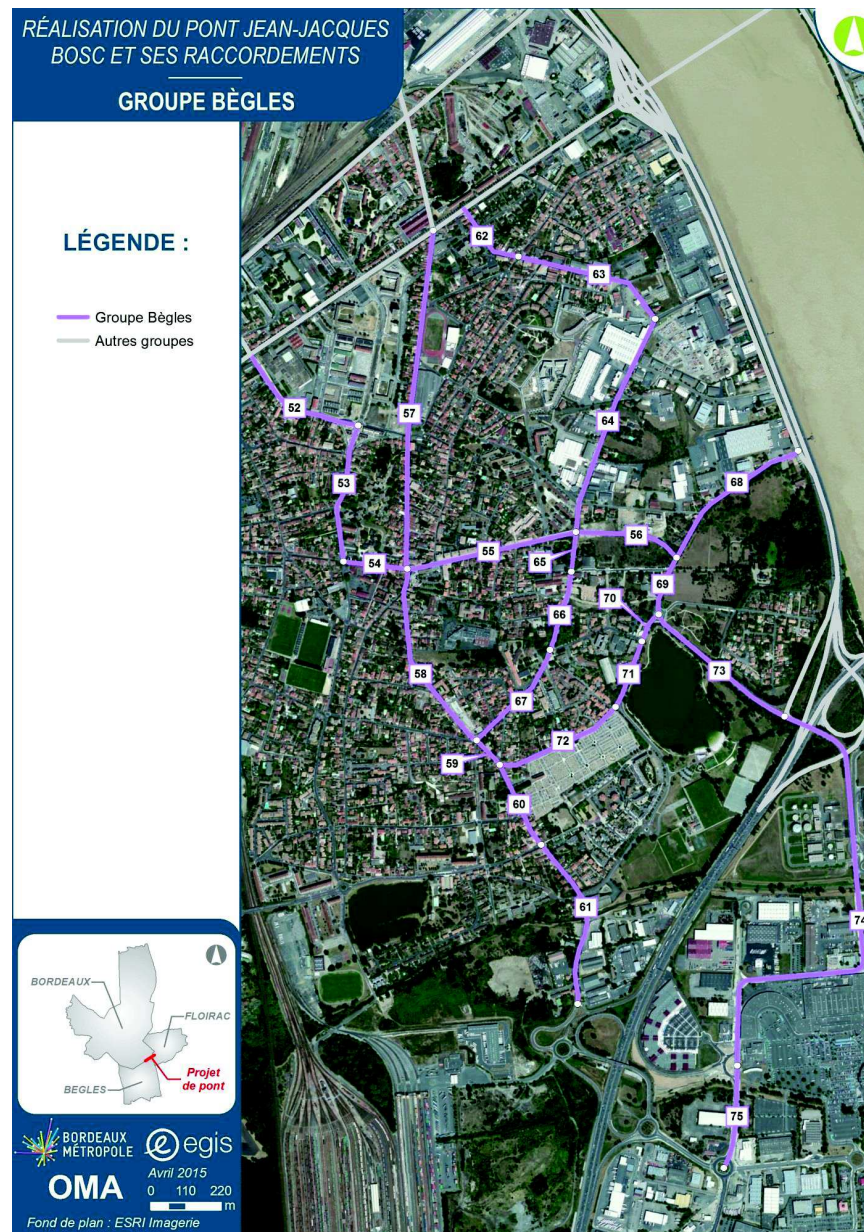 RÉALISATION DU PONT JEAN-JACQUES
BOSC ET SES RACCORDEMENTS
GROUPE BÈGLES
LÉGENDE :
Groupe Bègles
Autres groupes
62
63
57
64
52
53
68
55
56
54
65
69
70
66
58
73
71
67
72
59
60
61
74
75
BORDEAUX
FLOIRAC
BEGLES
Projet
de pont
BORDEAUX
MÉTROPOLE
egis
Avril 2015
OMA
0 110 220
m
Fond de plan : ESRI Imagerie